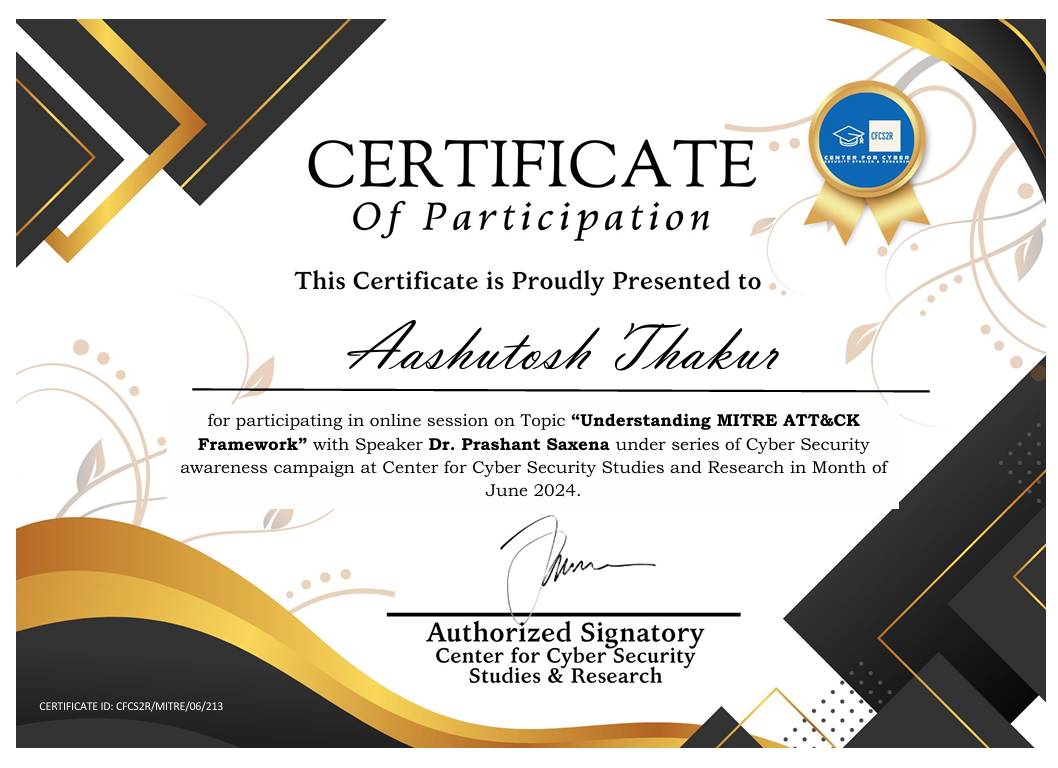 CFCS2R
CENTER FOR CYBER
SECURITY STUDIES & RESEARCH
CERTIFICATE
Of Participation
This Certificate is Proudly Presented to
Aashutosh Thakur
for participating in online session on Topic “Understanding MITRE ATT&CK
Framework” with Speaker Dr. Prashant Saxena under series of Cyber Security
awareness campaign at Center for Cyber Security Studies and Research in Month of
June 2024.
Authorized Signatory
Center for Cyber Security
Studies & Research
CERTIFICATE ID: CFCS2R/MITRE/06/213